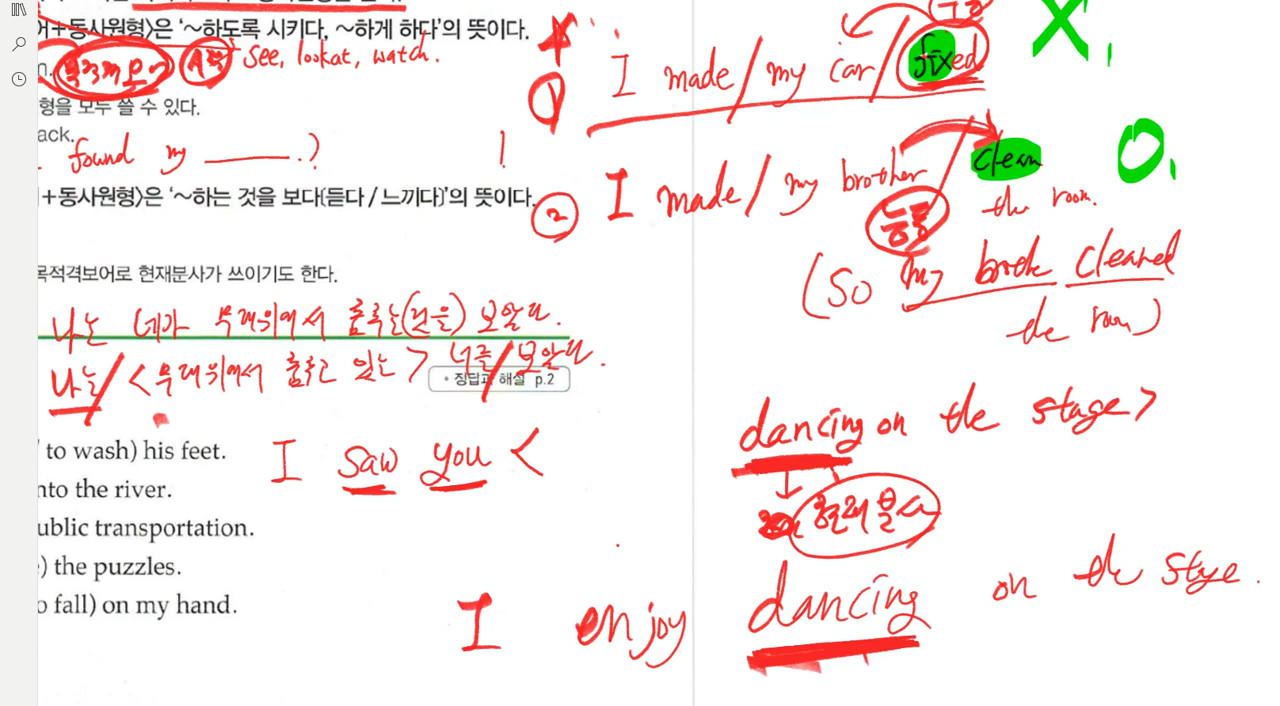 어+동사원형〉은 ‘~하도록 시키다, ~하게 하다’의 뜻이다.
목적격보어 시각 see, look at, watch.
형을 모두 쓸 수 있다.
ack.
found my ____.?
+동사원형〉은 ‘~하는 것을 보다(듣다 / 느끼다)’의 뜻이다.
목적격보어로 현재분사가 쓰이기도 한다.
나는 네가 무대위에서 춤추는(것을) 보았다.
나는 / < 무대위에서 춤추고 있는 > 너를 / 보았다.
• 정답과 해설 p.2
to wash) his feet.
nto the river.
ublic transportation.
) the puzzles.
o fall) on my hand.
① I made / my car / fixed X.
② I made / my brother clean O.
능동 the room.
(So my brothe cleaned
the room)
I saw you < dancing on the stage >
현재분사
I enjoy dancing on the stage.